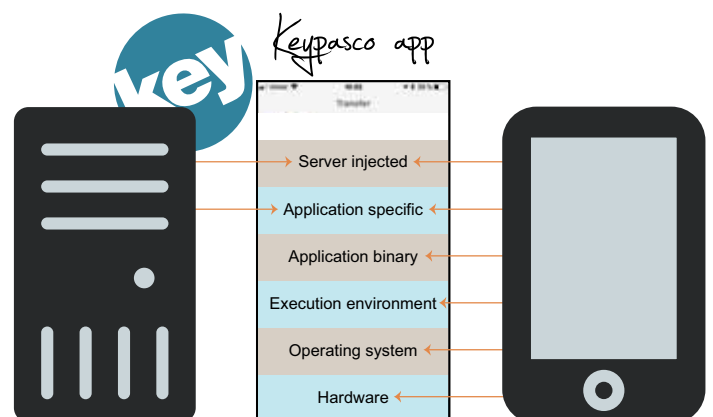 key
Keypasco app
Transfer
Server injected
Application specific
Application binary
Execution environment
Operating system
Hardware